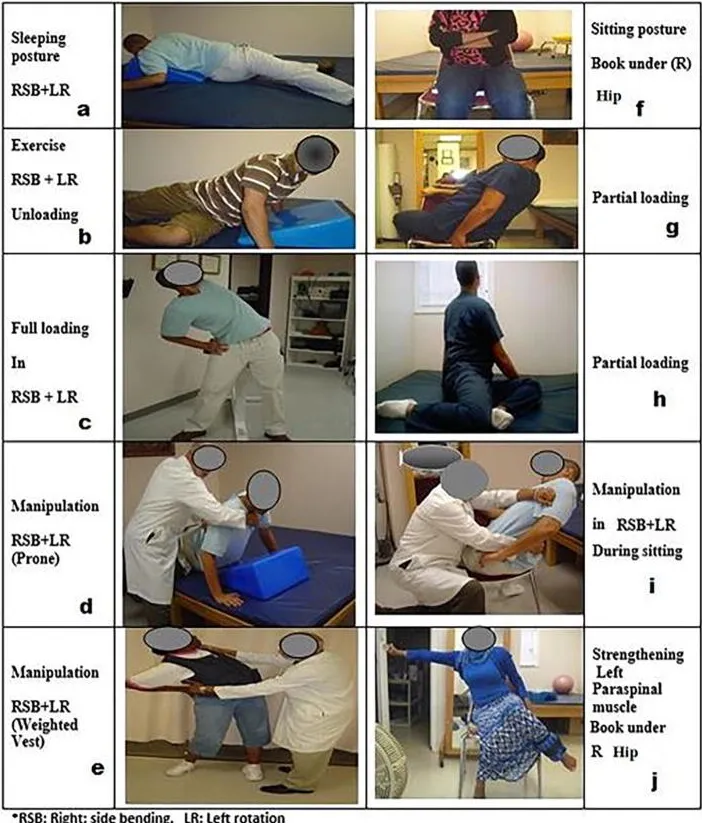 Sleeping
posture
RSB+LR
a
Sitting posture
Book under (R)
Hip
f
Exercise
RSB + LR
Unloading
b
Partial loading
g
Full loading
In
RSB + LR
c
Partial loading
h
Manipulation
RSB+LR
(Prone)
d
Manipulation
in RSB+LR
During sitting
i
Manipulation
RSB+LR
(Weighted
Vest)
e
Strengthening
Left
Paraspinal
muscle
Book under
R Hip
j
*RSB: Right: side bending, LR: Left rotation